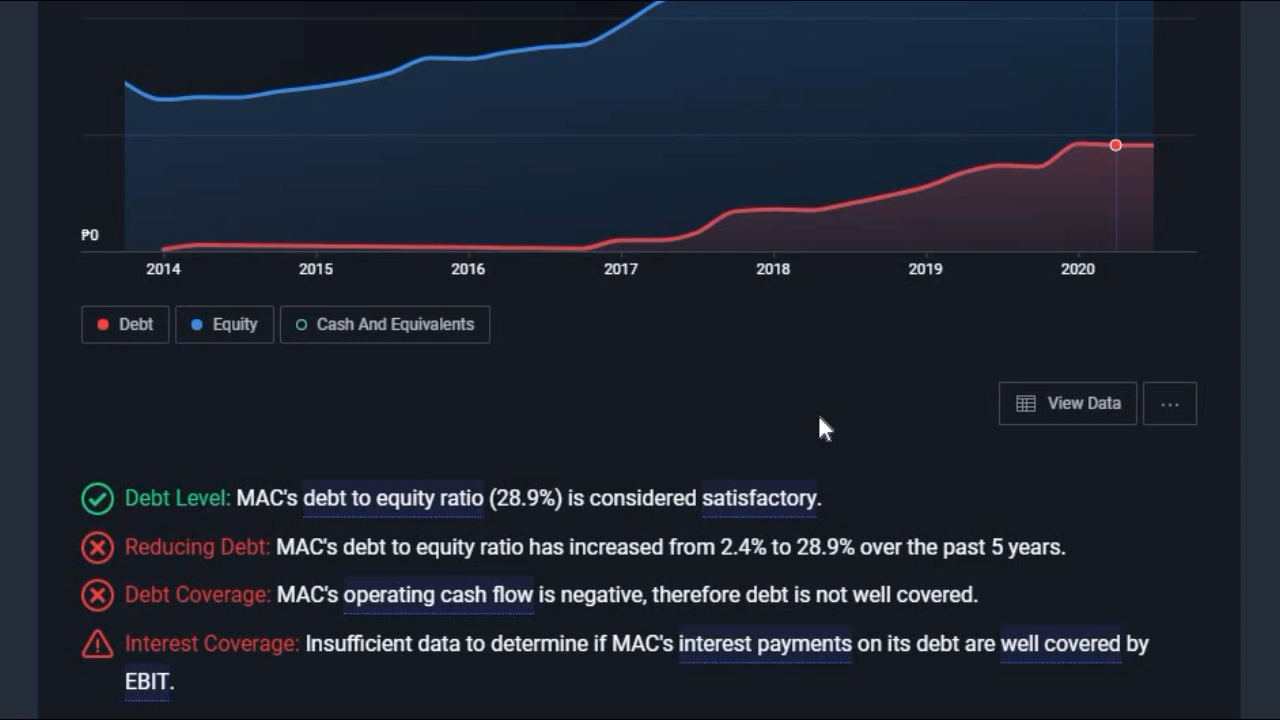 ₱0
2014 2015 2016 2017 2018 2019 2020
Debt Equity Cash And Equivalents
View Data ...
Debt Level: MAC's debt to equity ratio (28.9%) is considered satisfactory.
Reducing Debt: MAC's debt to equity ratio has increased from 2.4% to 28.9% over the past 5 years.
Debt Coverage: MAC's operating cash flow is negative, therefore debt is not well covered.
Interest Coverage: Insufficient data to determine if MAC's interest payments on its debt are well covered by
EBIT.